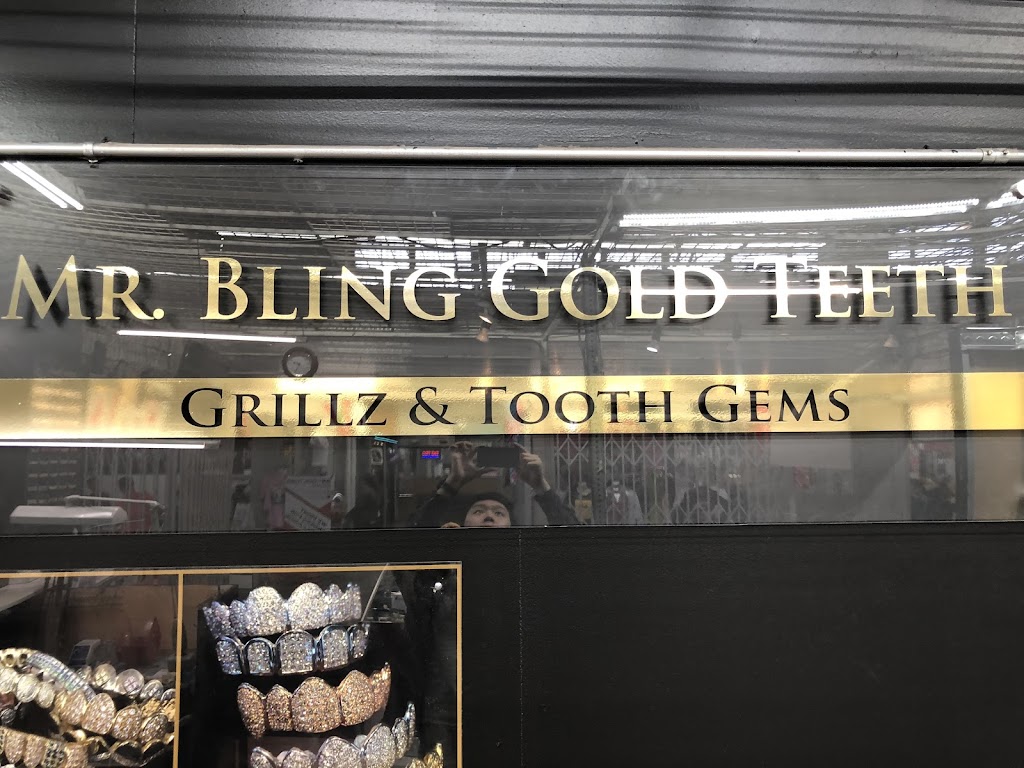 MR. BLING GOLD TEETH
GRILLZ & TOOTH GEMS